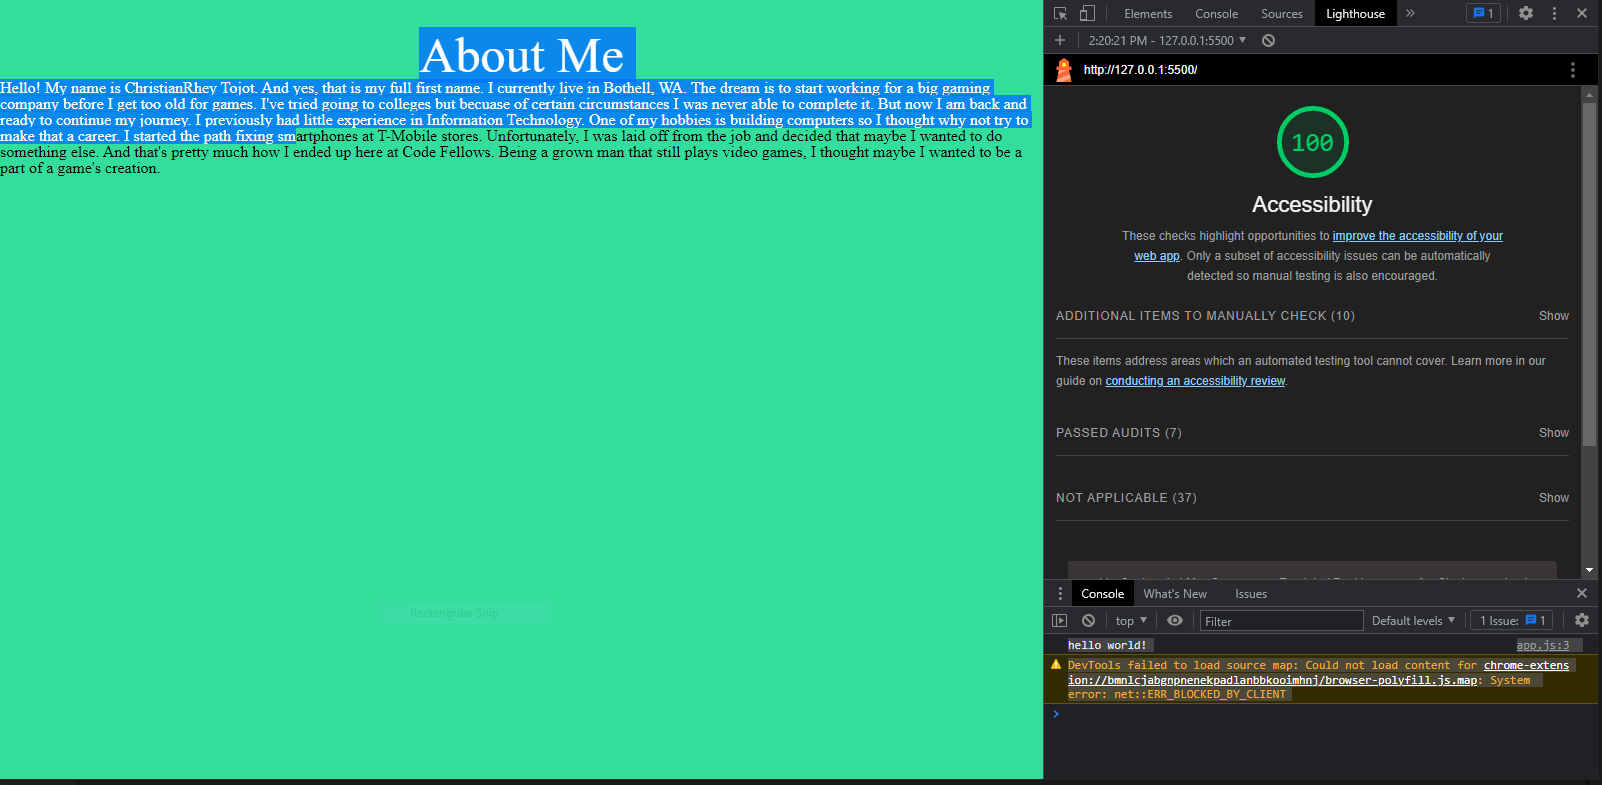 About Me
Hello! My name is ChristianRhey Tojot. And yes, that is my full first name. I currently live in Bothell, WA. The dream is to start working for a big gaming
company before I get too old for games. I've tried going to colleges but becuase of certain circumstances I was never able to complete it. But now I am back and
ready to continue my journey. I previously had little experience in Information Technology. One of my hobbies is building computers so I thought why not try to
make that a career. I started the path fixing smartphones at T-Mobile stores. Unfortunately, I was laid off from the job and decided that maybe I wanted to do
something else. And that's pretty much how I ended up here at Code Fellows. Being a grown man that still plays video games, I thought maybe I wanted to be a
part of a game's creation.
Rectangular Snip
Elements Console Sources Lighthouse » 1
2:20:21 PM - 127.0.0.1:5500
http://127.0.0.1:5500/
100
Accessibility
These checks highlight opportunities to improve the accessibility of your
web app. Only a subset of accessibility issues can be automatically
detected so manual testing is also encouraged.
ADDITIONAL ITEMS TO MANUALLY CHECK (10) Show
These items address areas which an automated testing tool cannot cover. Learn more in our
guide on conducting an accessibility review.
PASSED AUDITS (7) Show
NOT APPLICABLE (37) Show
Console What's New Issues
top Filter Default levels 1 Issue: 1
hello world! app.js:3
DevTools failed to load source map: Could not load content for chrome-extens
ion://bmnlcjabgnpnenekpadlanbbkooimhnj/browser-polyfill.js.map: System
error: net::ERR_BLOCKED_BY_CLIENT